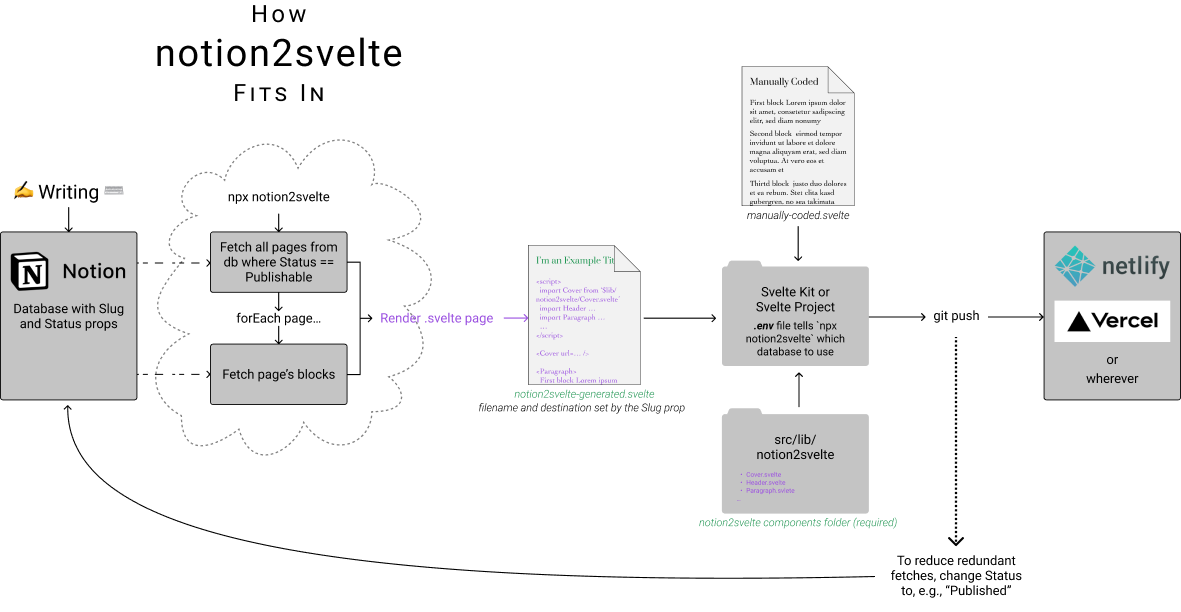 How
notion2svelte
Fits In
✍️ Writing ⌨️
Notion
Database with Slug
and Status props
npx notion2svelte
Fetch all pages from
db where Status ==
Publishable
forEach page...
Fetch page's blocks
Render .svelte page
I'm an Example Tit
<script>
import Cover from '$lib/
notion2svelte/Cover.svelte'
import Header ...
import Paragraph ...
...
</script>
<Cover url=... />
<Paragraph>
First block Lorem ipsum
notion2svelte-generated.svelte
filename and destination set by the Slug prop
Manually Coded
First block Lorem ipsum dolor
sit amet, consetetur sadipscing
elitr, sed diam nonumy
Second block eirmod tempor
invidunt ut labore et dolore
magna aliquyam erat, sed diam
voluptua. At vero eos et
accusam et
Thirtd block justo duo dolores
et ea rebum. Stet clita kasd
gubergren, no sea takimata
manually-coded.svelte
Svelte Kit or
Svelte Project
.env file tells `npx
notion2svelte` which
database to use
src/lib/
notion2svelte
• Cover.svelte
• Header.svelte
• Paragraph.svlete
..
notion2svelte components folder (required)
git push
netlify
Vercel
or
wherever
To reduce redundant
fetches, change Status
to, e.g., “Published”